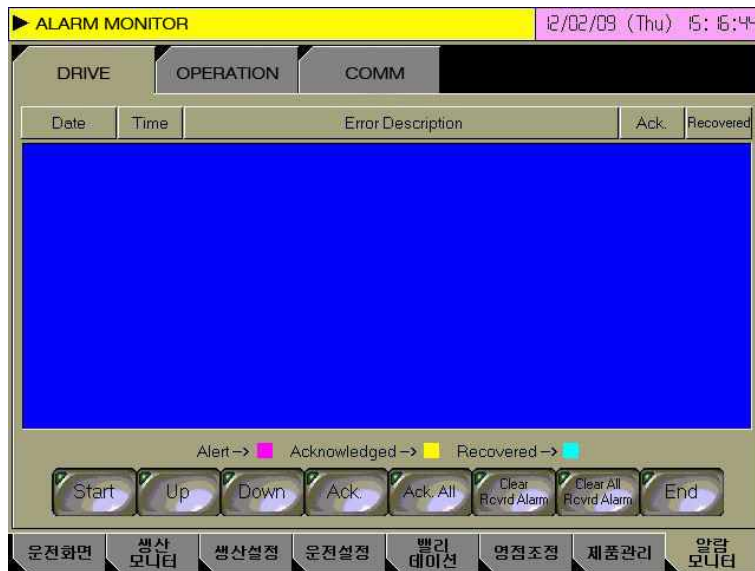 ALARM MONITOR
12/02/09 (Thu) 15:16:44
DRIVE OPERATION COMM
Date Time Error Description Ack. Recovered
Alert-> Acknowledged-> Recovered->
Start Up Down Ack. Ack. All Clear Rcvrd Alarm Clear All Rcvrd Alarm End
운전화면 생산 모니터 생산설정 운전설정 밸리데이션 영점조정 제품관리 알람 모니터